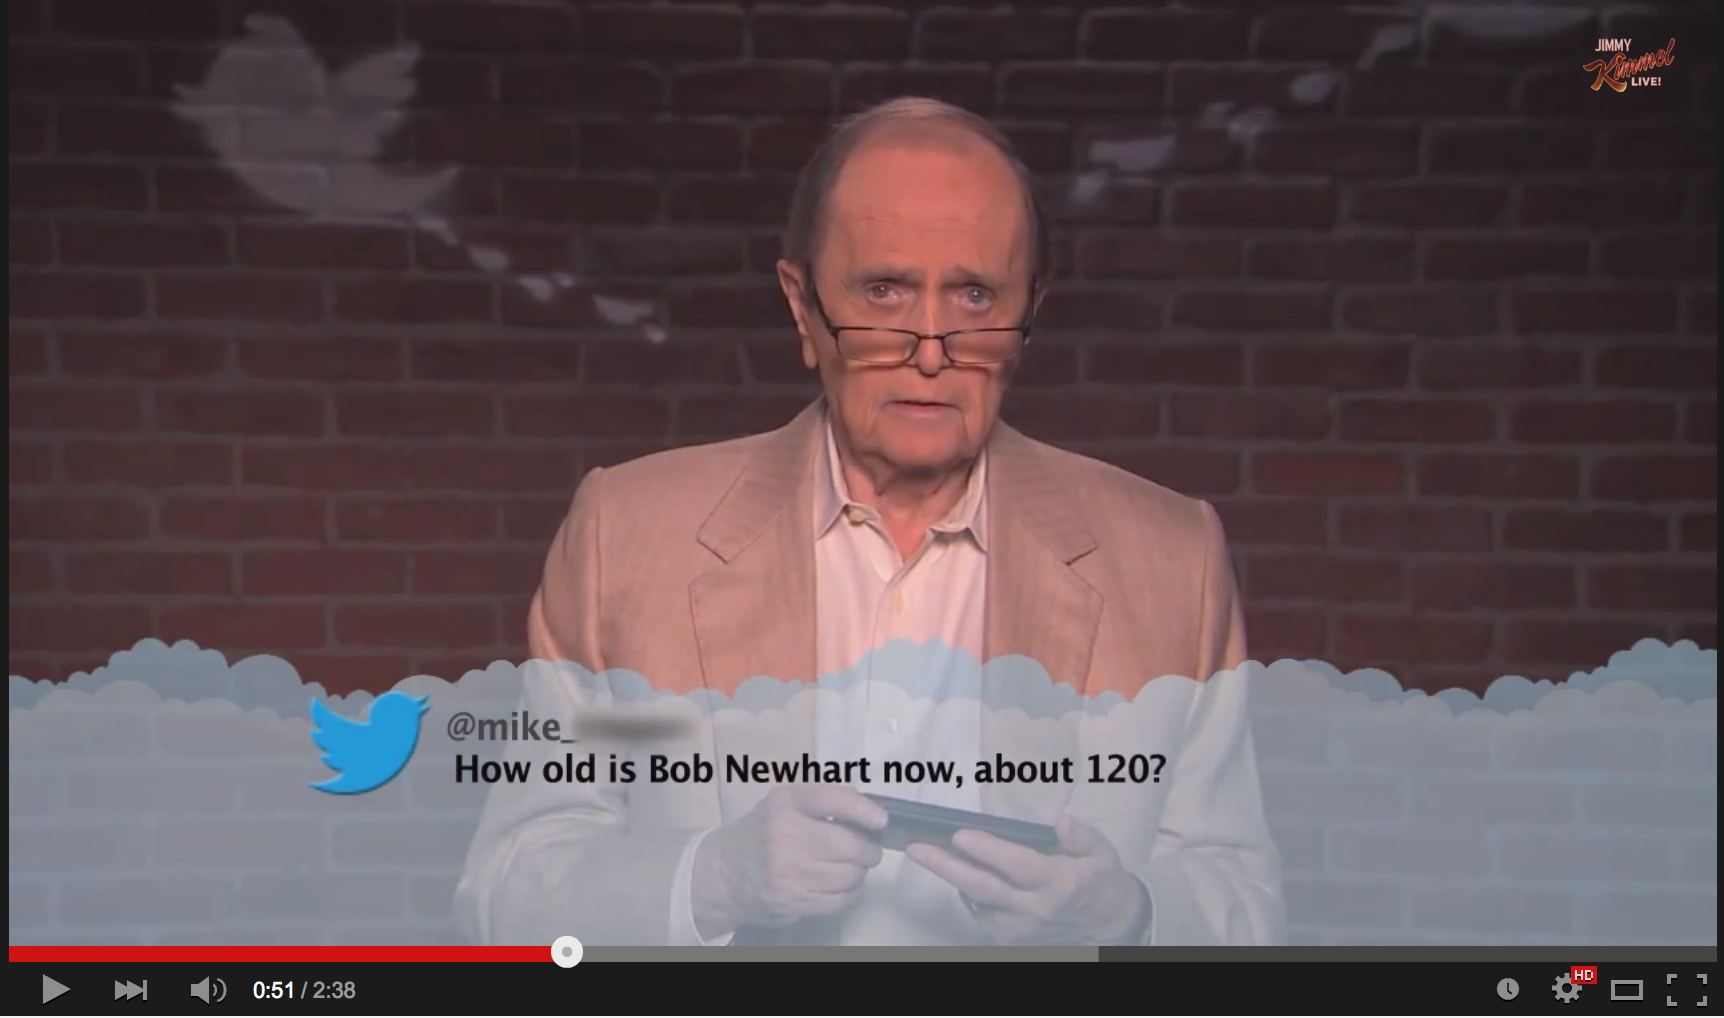 JIMMY
Kimmel
LIVE!
@mike_
How old is Bob Newhart now, about 120?
HD
0:51 / 2:38